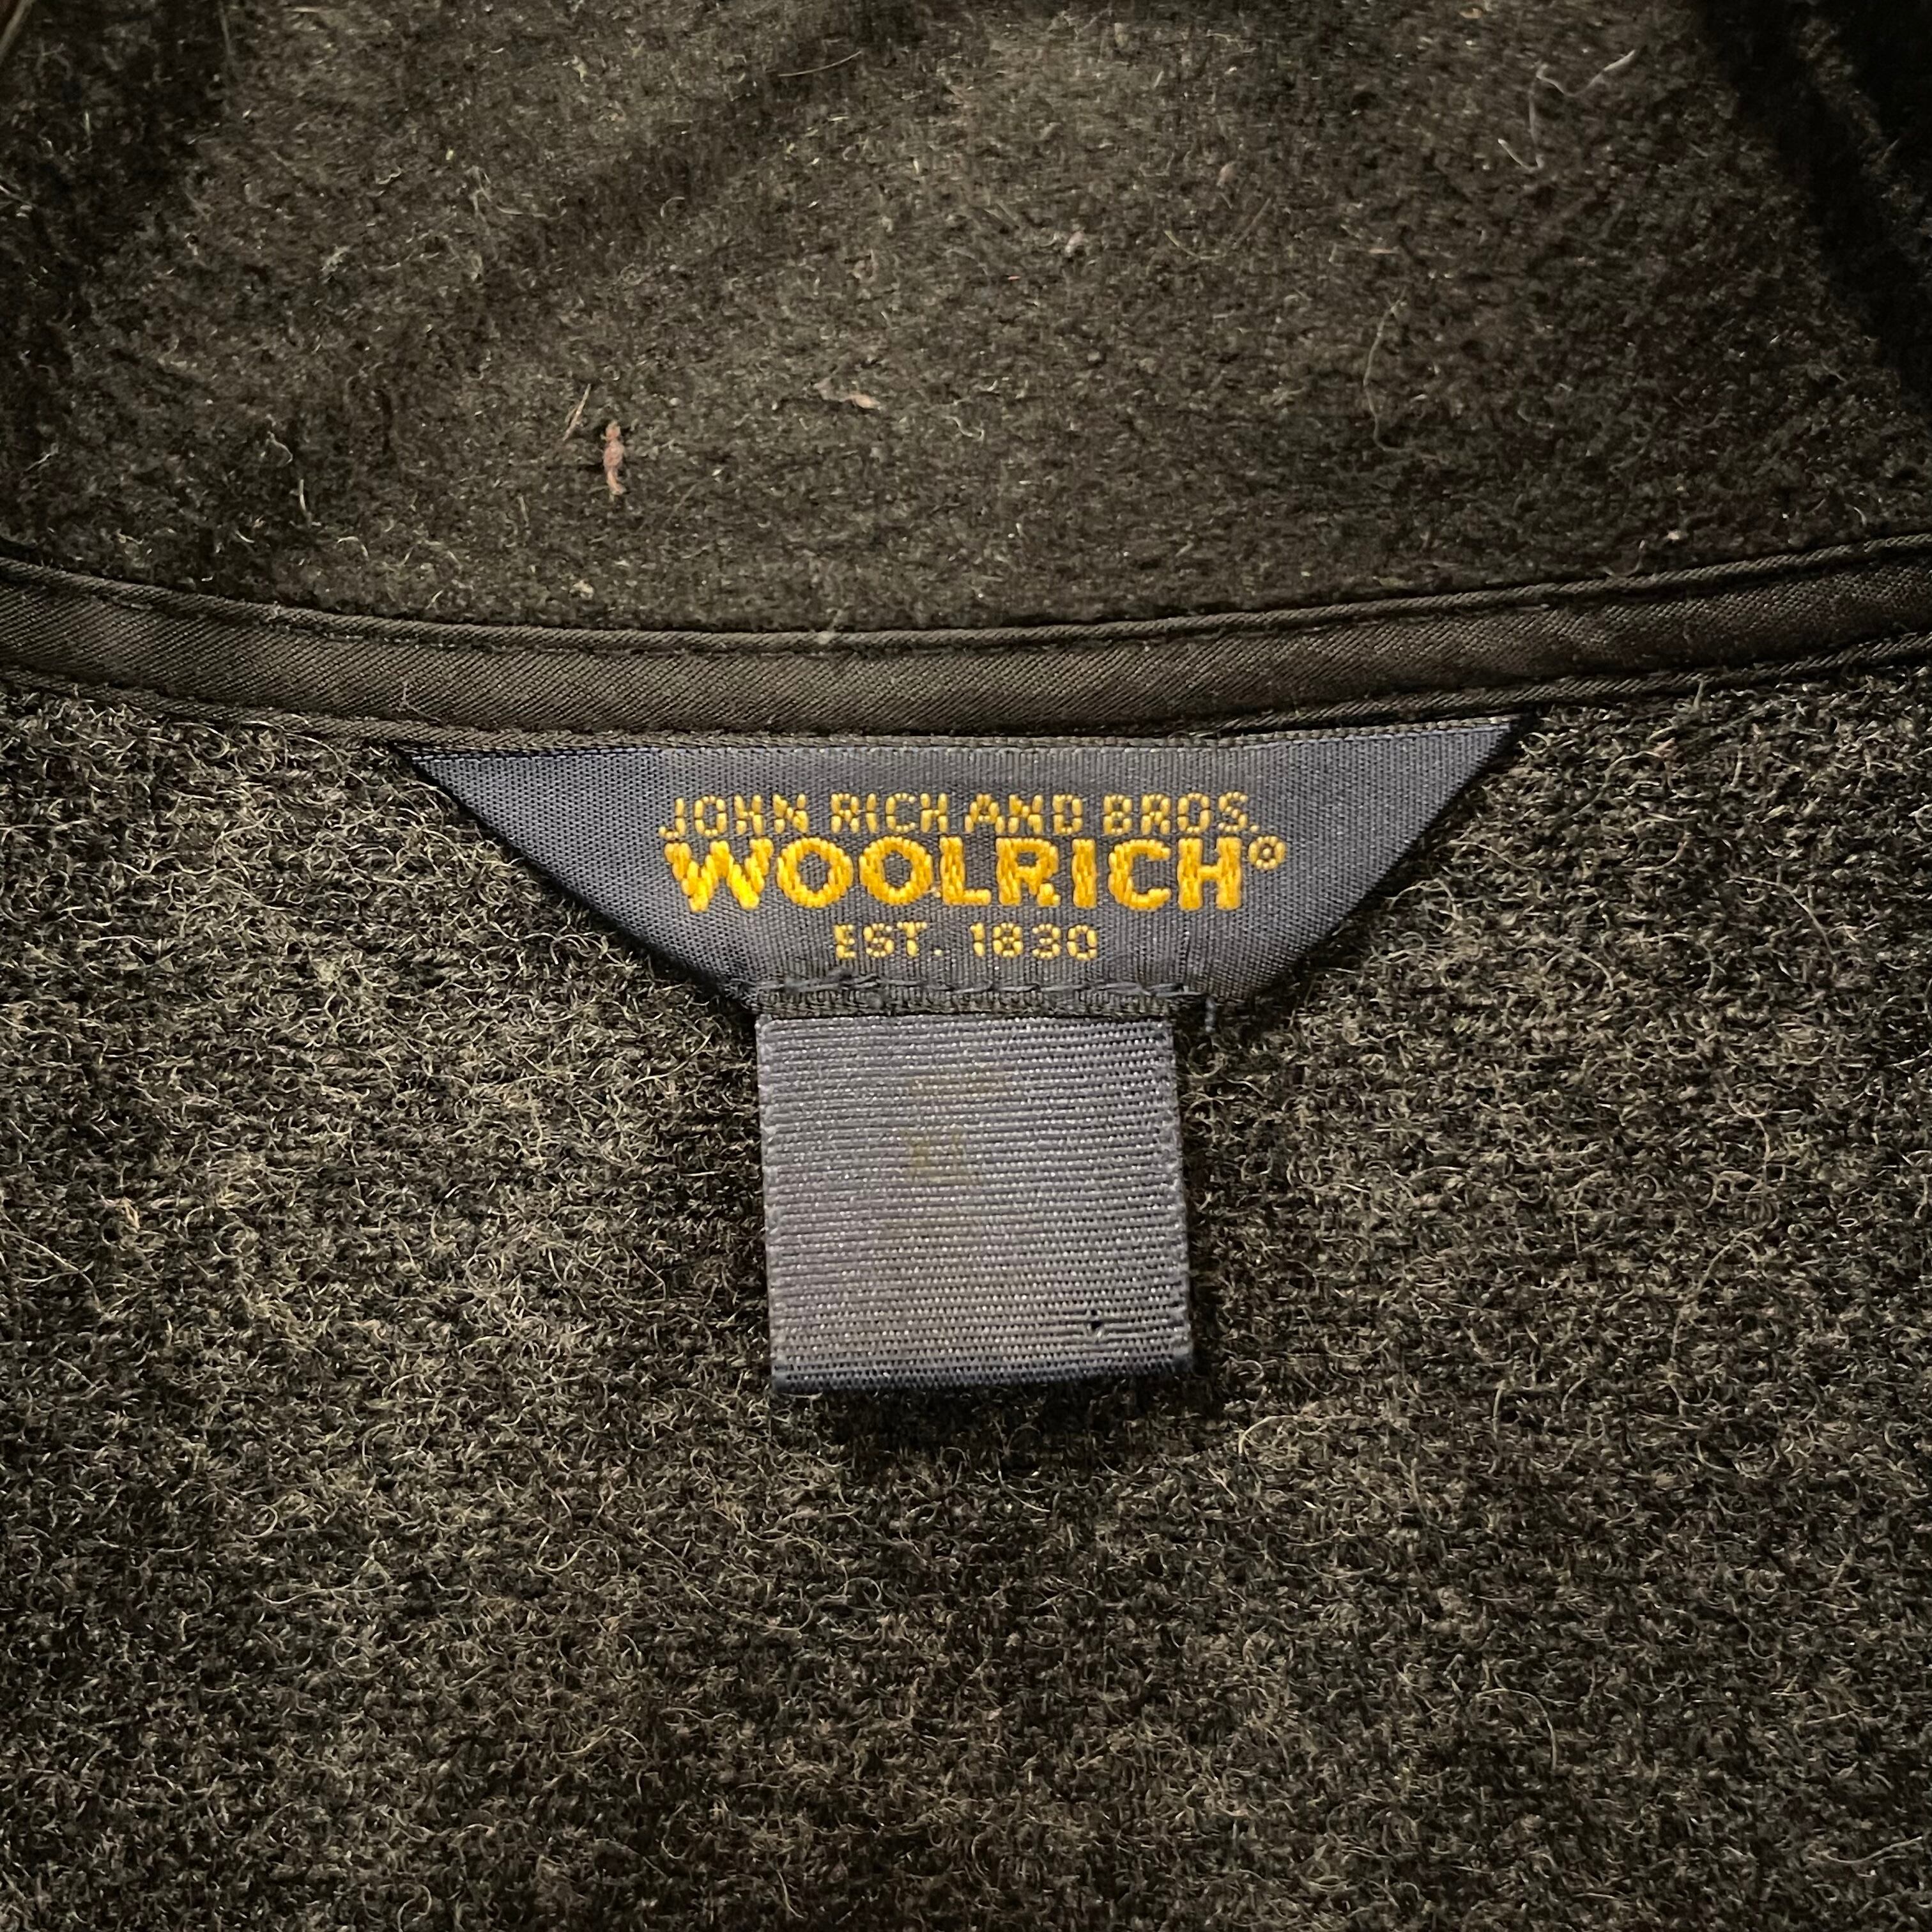 JOHN RICH AND BROS.
WOOLRICH®
EST. 1830